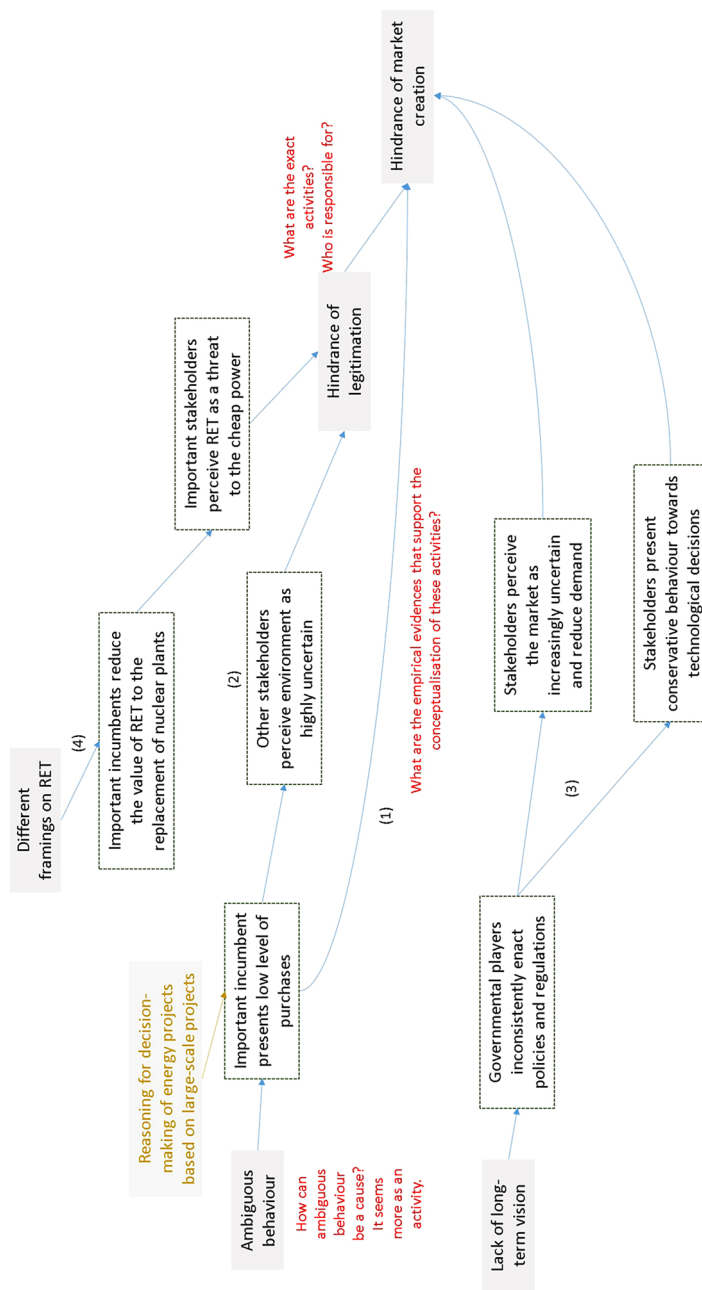 Different
framings on RET
(4)
Important incumbents reduce
the value of RET to the
replacement of nuclear plants
Important stakeholders
perceive RET as a threat
to the cheap power
Reasoning for decision-
making of energy projects
based on large-scale projects
Ambiguous
behaviour
How can
ambiguous
behaviour
be a cause?
It seems
more as an
activity.
Important incumbent
presents low level of
purchases
(2)
Other stakeholders
perceive environment as
highly uncertain
Hindrance of
legitimation
What are the exact
activities?
Who is responsible for?
Hindrance of market
creation
(1)
What are the empirical evidences that support the
conceptualisation of these activities?
Lack of long-
term vision
Governmental players
inconsistently enact
policies and regulations
(3)
Stakeholders perceive
the market as
increasingly uncertain
and reduce demand
Stakeholders present
conservative behaviour towards
technological decisions